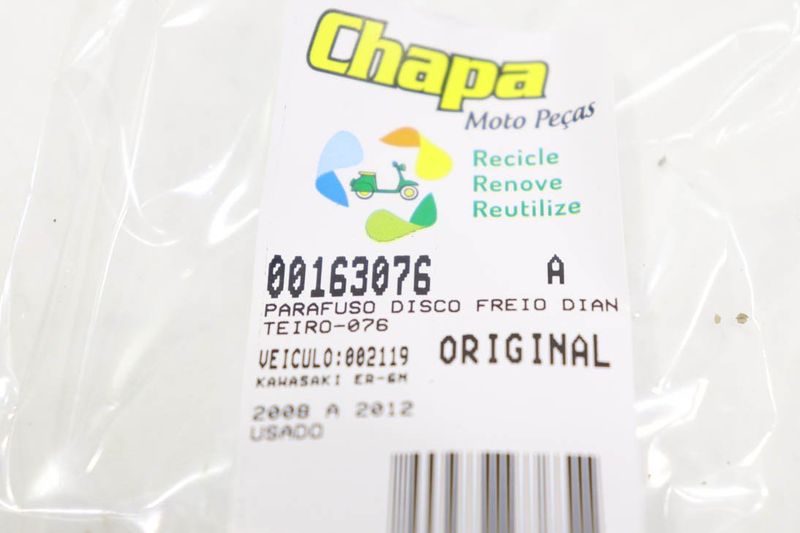 Chapa
Moto Peças
Recicle
Renove
Reutilize
00163076 A
PARAFUSO DISCO FREIO DIAN
TEIRO-076
VEICULO:002119 ORIGINAL
KAWASAKI ER-6N
2008 A 2012
USADO